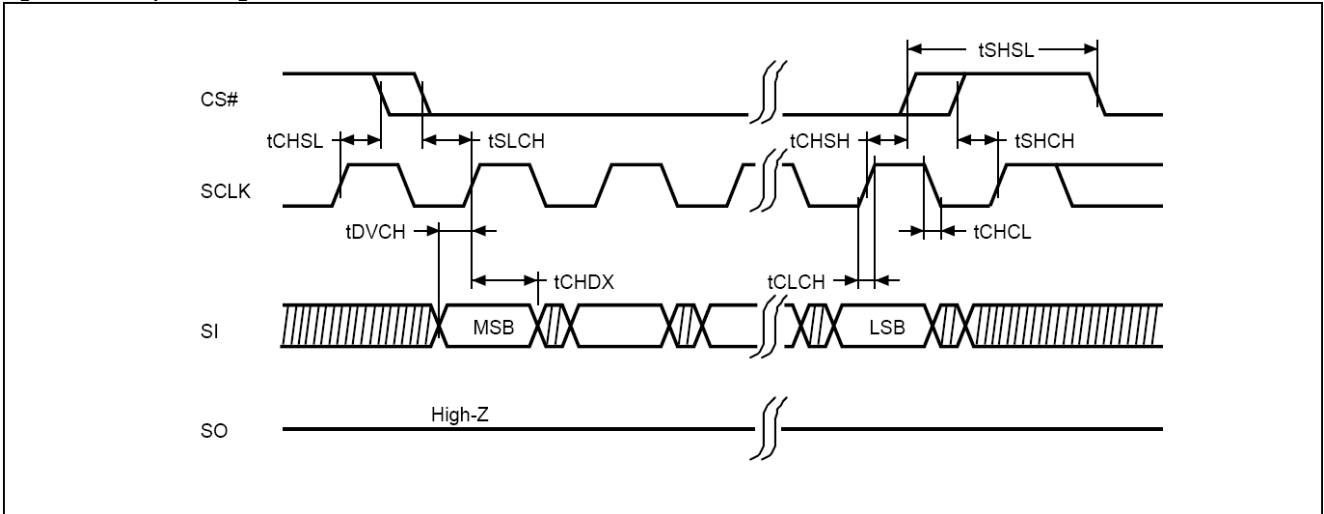 tSHSL
CS#
tCHSL
tSLCH
tCHSH
tSHCH
SCLK
tDVCH
tCHCL
tCHDX
tCLCH
SI
MSB
LSB
High-Z
SO